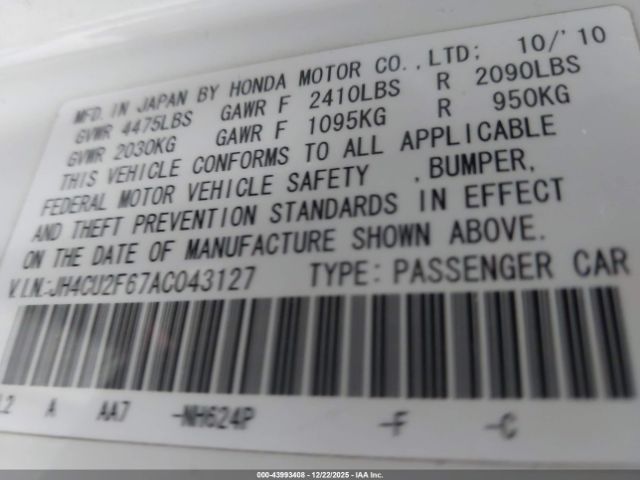 MFD. IN JAPAN BY HONDA MOTOR CO.,LTD; 10/'10
GVWR 4475LBS GAWR F 2410LBS R 2090LBS
GVWR 2030KG GAWR F 1095KG R 950KG
THIS VEHICLE CONFORMS TO ALL APPLICABLE
FEDERAL MOTOR VEHICLE SAFETY ,BUMPER,
AND THEFT PREVENTION STANDARDS IN EFFECT
ON THE DATE OF MANUFACTURE SHOWN ABOVE.
V.I.N.:JH4CU2F67AC043127 TYPE: PASSENGER CAR
A AA7 -NH624P -F -C
000-43993408 - 12/22/2025 - IAAI.COM